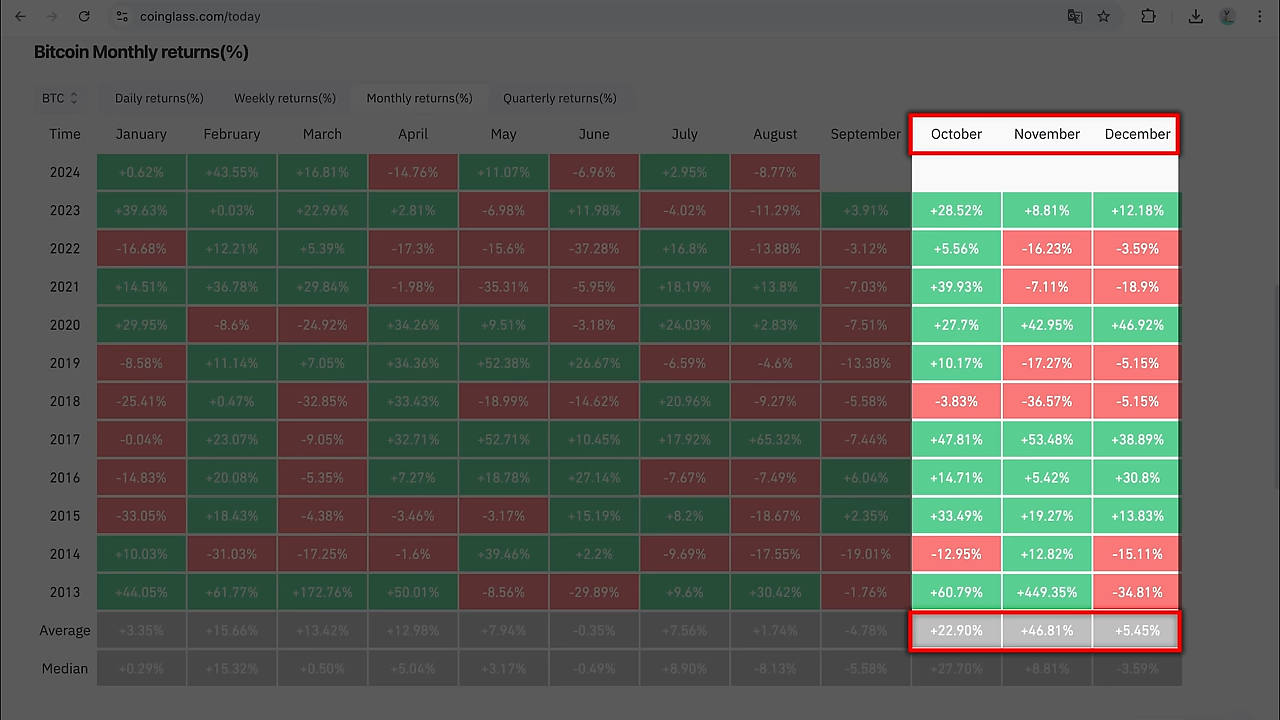 coinglass.com/today
Bitcoin Monthly returns(%)
BTC Daily returns(%) Weekly returns(%) Monthly returns(%) Quarterly returns(%)
Time January February March April May June July August September October November December
2024 +0.62% +43.55% +16.81% -14.76% +11.07% -6.96% +2.95% -8.77%
2023 +39.63% +0.03% +22.96% +2.81% -6.98% +11.98% -4.02% -11.29% +3.91% +28.52% +8.81% +12.18%
2022 -16.68% +12.21% +5.39% -17.3% -15.6% -37.28% +16.8% -13.88% -3.12% +5.56% -16.23% -3.59%
2021 +14.51% +36.78% +29.84% -1.98% -35.31% -5.95% +18.19% +13.8% -7.03% +39.93% -7.11% -18.9%
2020 +29.95% -8.6% -24.92% +34.26% +9.51% -3.18% +24.03% +2.83% -7.51% +27.7% +42.95% +46.92%
2019 -8.58% +11.14% +7.05% +34.36% +52.38% +26.67% -6.59% -4.6% -13.38% +10.17% -17.27% -5.15%
2018 -25.41% +0.47% -32.85% +33.43% -18.99% -14.62% +20.96% -9.27% -5.58% -3.83% -36.57% -5.15%
2017 -0.04% +23.07% -9.05% +32.71% +52.71% +10.45% +17.92% +65.32% -7.44% +47.81% +53.48% +38.89%
2016 -14.83% +20.08% -5.35% +7.27% +18.78% +27.14% -7.67% -7.49% +6.04% +14.71% +5.42% +30.8%
2015 -33.05% +18.43% -4.38% -3.46% -3.17% +15.19% +8.2% -18.67% +2.35% +33.49% +19.27% +13.83%
2014 +10.03% -31.03% -17.25% -1.6% +39.46% +2.2% -9.69% -17.55% -19.01% -12.95% +12.82% -15.11%
2013 +44.05% +61.77% +172.76% +50.01% -8.56% -29.89% +9.6% +30.42% -1.76% +60.79% +449.35% -34.81%
Average +3.35% +15.66% +13.42% +12.98% +7.94% -0.35% +7.56% +1.74% -4.78% +22.90% +46.81% +5.45%
Median +0.29% +15.32% +0.50% +5.04% +3.17% -0.49% +8.90% -8.13% -5.58% +27.70% +8.81% -3.59%